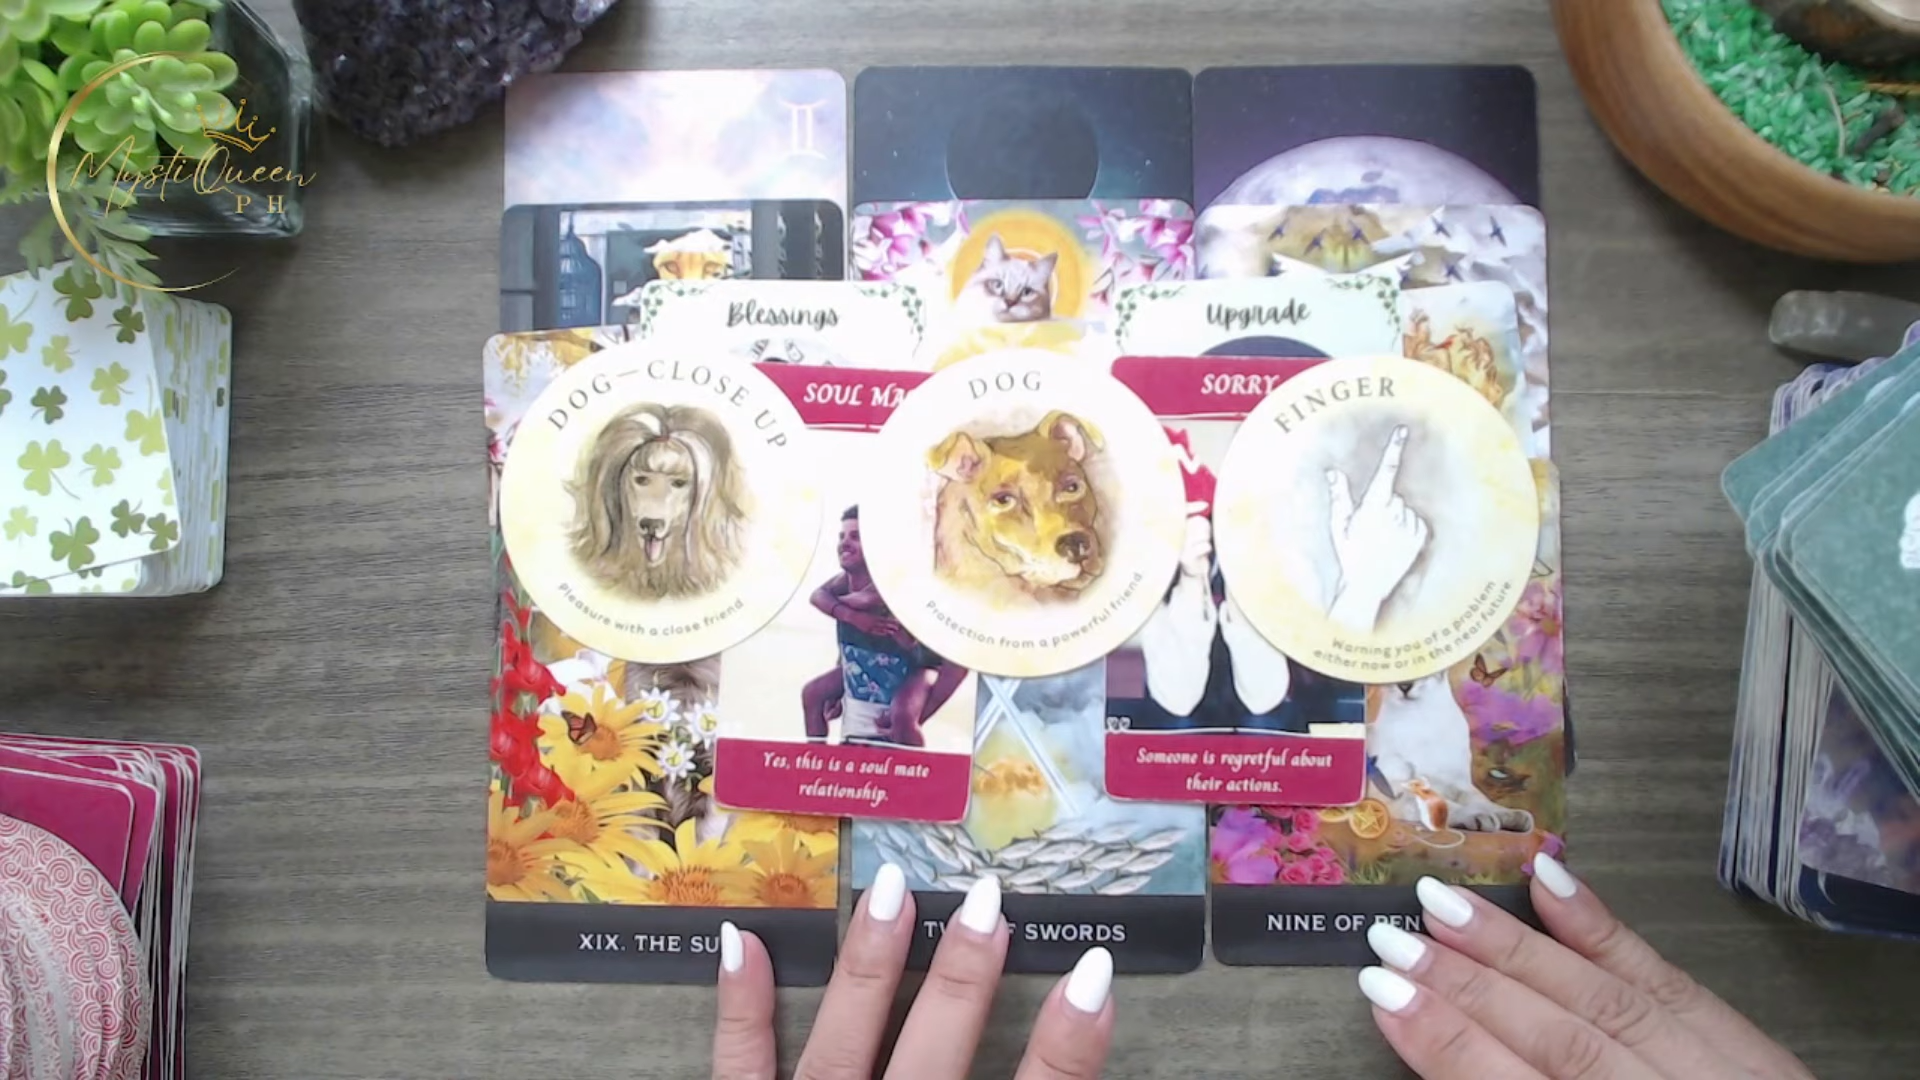 MystiQueen
PH
Blessings
Upgrade
DOG—CLOSE UP
SOUL MA
DOG
SORRY
FINGER
Pleasure with a close friend
Protection from a powerful friend
Warning you of a problem
either now or in the near future
Yes, this is a soul mate
relationship.
Someone is regretful about
their actions.
XIX. THE SU
SWORDS
NINE OF PEN